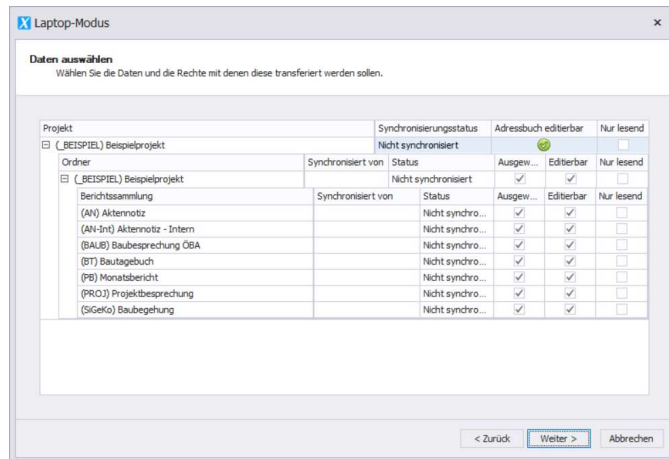 Laptop-Modus
Daten auswählen
Wählen Sie die Daten und die Rechte mit denen diese transferiert werden sollen.
Projekt Synchronisierungsstatus Adressbuch editierbar Nur lesend
(_BEISPIEL) Beispielprojekt Nicht synchronisiert
Ordner Synchronisiert von Status Ausgew... Editierbar Nur lesend
(_BEISPIEL) Beispielprojekt Nicht synchronisiert
Berichtssammlung Synchronisiert von Status Ausgew... Editierbar Nur lesend
(AN) Aktennotiz Nicht synchro...
(AN-Int) Aktennotiz - Intern Nicht synchro...
(BAUB) Baubesprechung ÖBA Nicht synchro...
(BT) Bautagebuch Nicht synchro...
(PB) Monatsbericht Nicht synchro...
(PROJ) Projektbesprechung Nicht synchro...
(SiGeKo) Baubegehung Nicht synchro...
< Zurück Weiter > Abbrechen